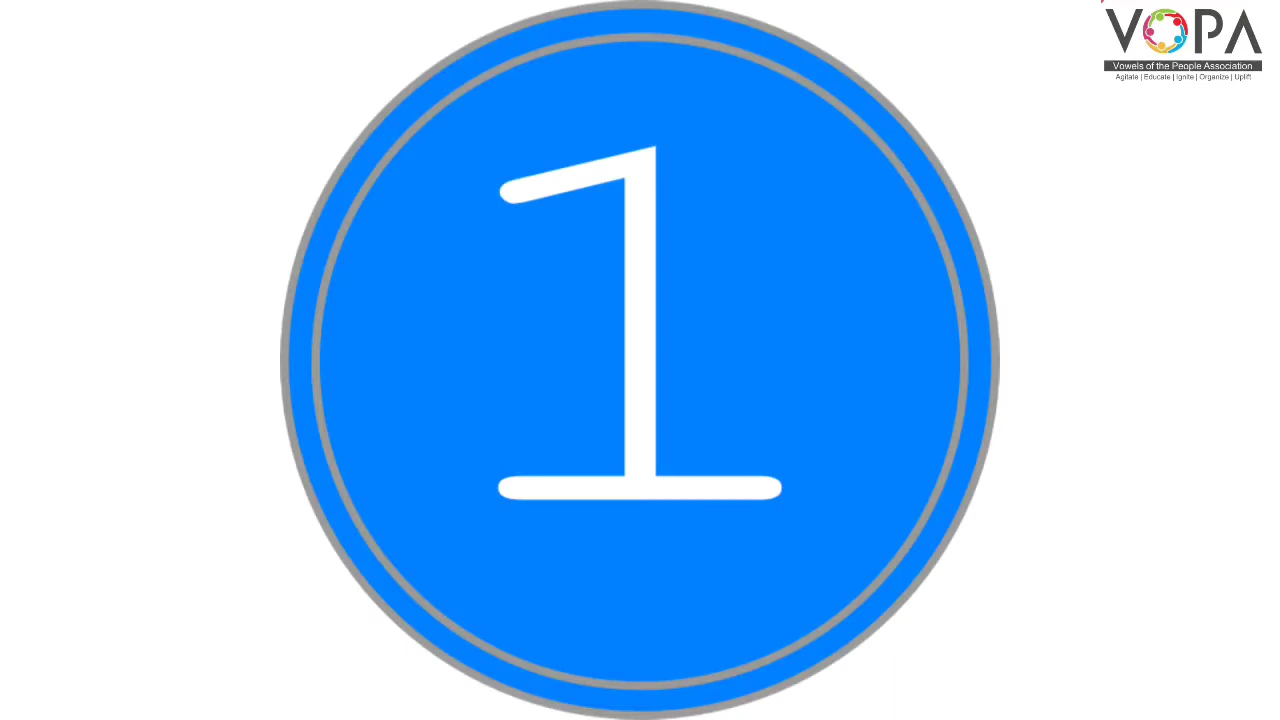 1
VOPA
Vowels of the People Association
Agitate | Educate | Ignite | Organize | Uplift